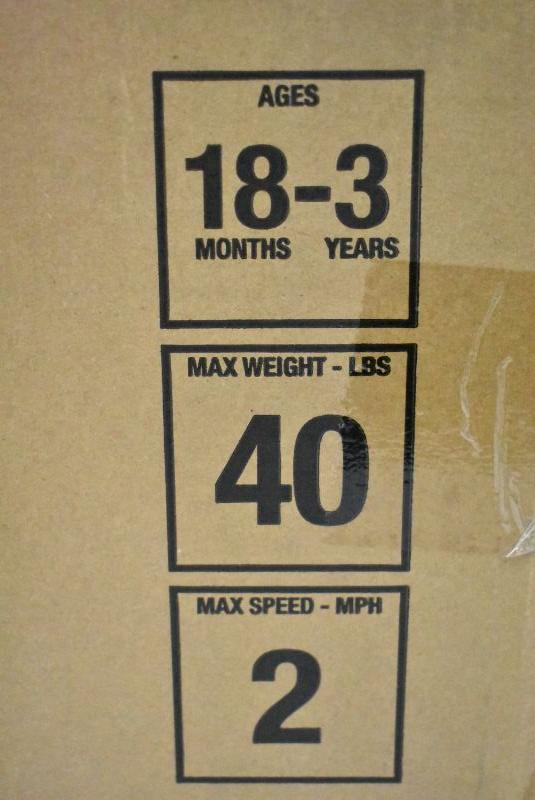 AGES
18-3
MONTHS YEARS
MAX WEIGHT - LBS
40
MAX SPEED - MPH
2